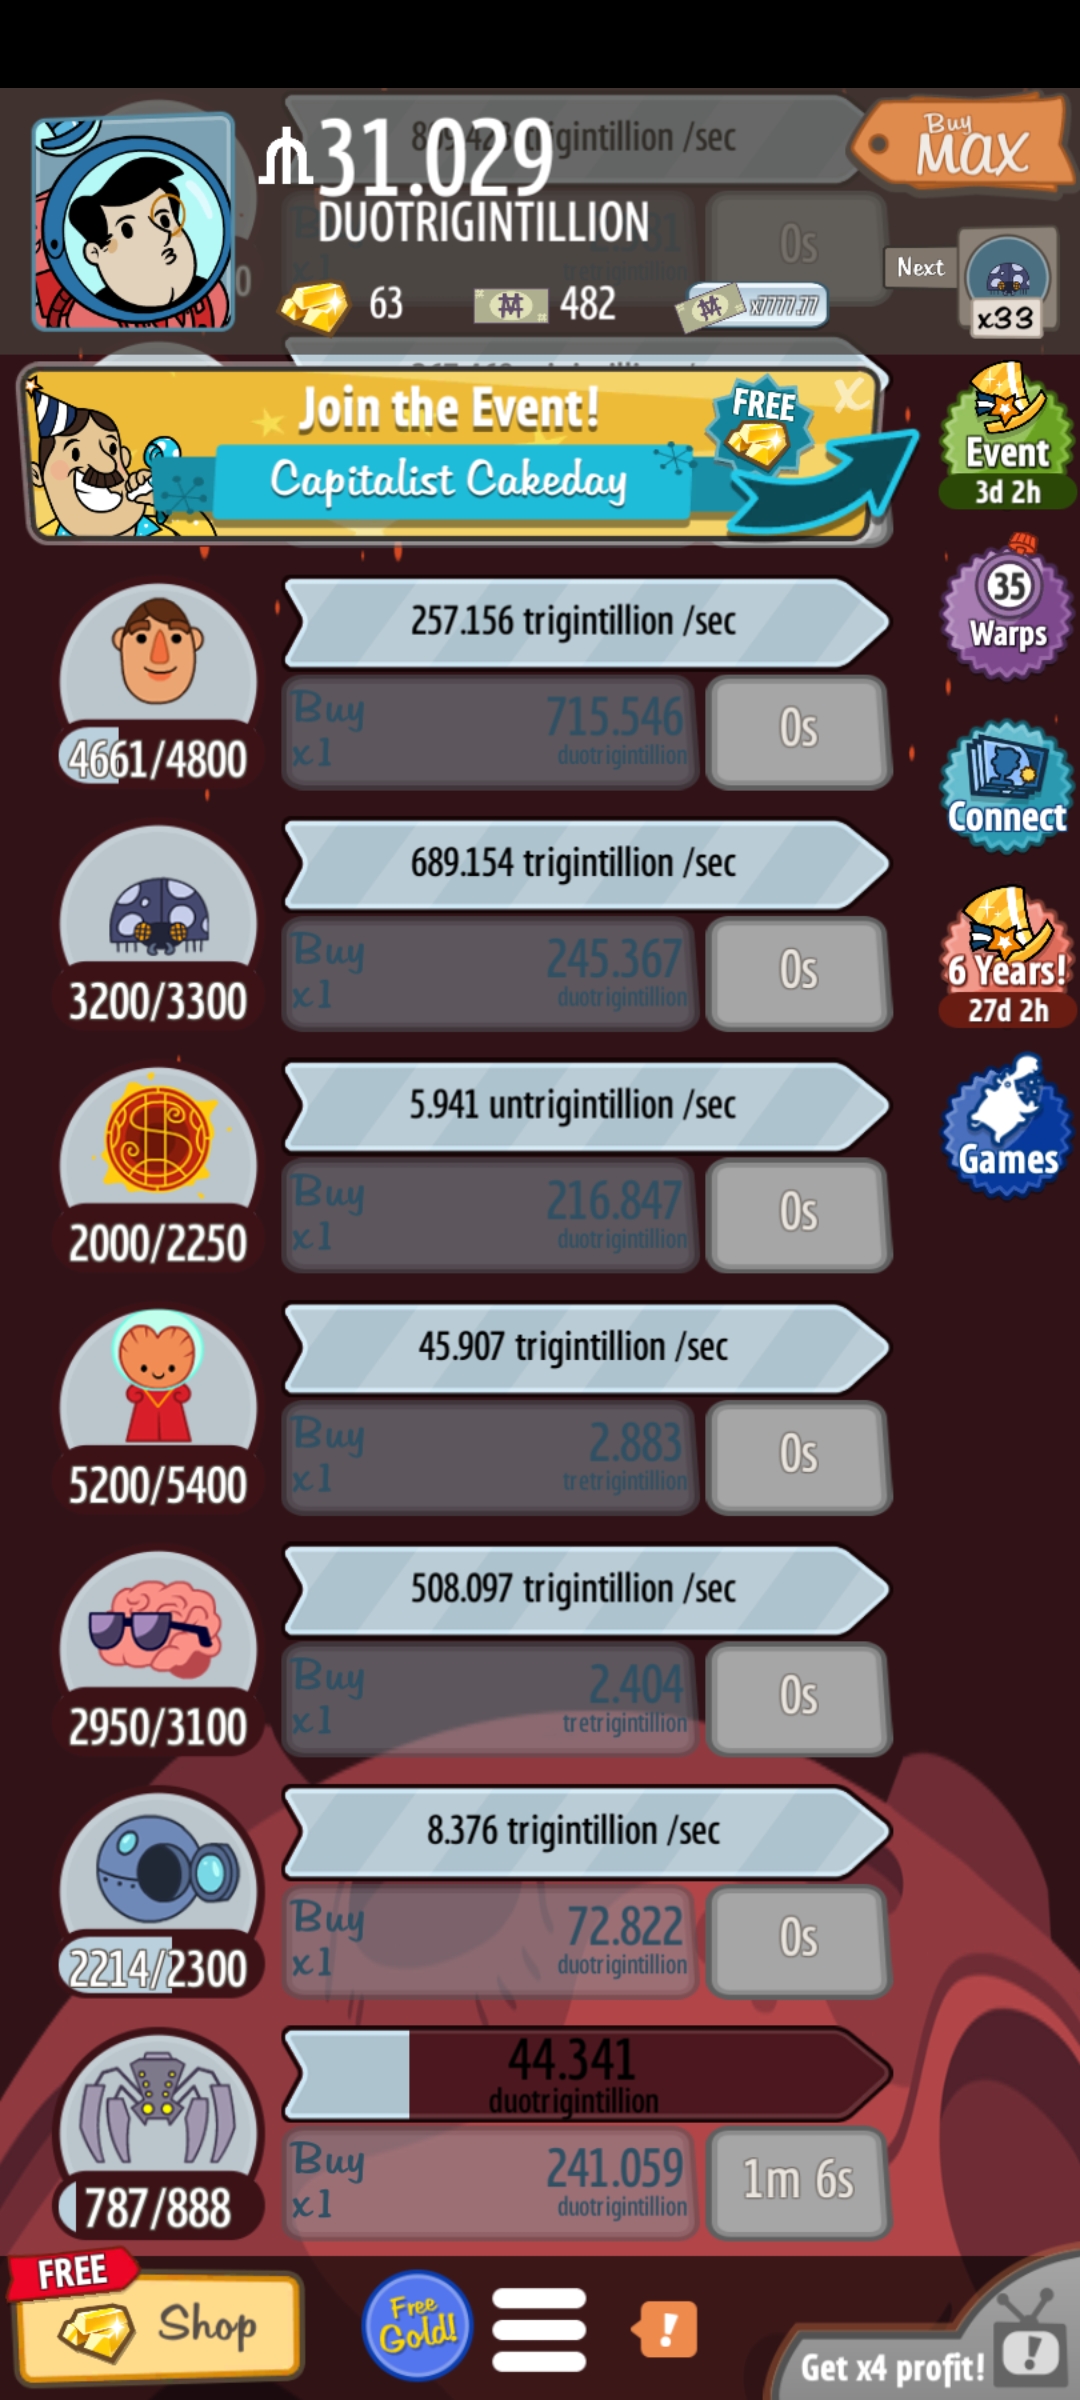 trigintillion /sec
Buy
MAX
31.029
DUOTRIGINTILLION
0s
tretrigintillion
63
482
x7777.77
Next
x33
Join the Event!
FREE
X
Capitalist Cakeday
Event
3d 2h
257.156 trigintillion /sec
Buy
x1
715.546
duotrigintillion
0s
4661/4800
35
Warps
689.154 trigintillion /sec
Buy
x1
245.367
duotrigintillion
0s
3200/3300
Connect
6 Years!
27d 2h
5.941 untrigintillion /sec
Buy
x1
216.847
duotrigintillion
0s
2000/2250
Games
45.907 trigintillion /sec
Buy
x1
2.883
tretrigintillion
0s
5200/5400
508.097 trigintillion /sec
Buy
x1
2.404
tretrigintillion
0s
2950/3100
8.376 trigintillion /sec
Buy
x1
72.822
duotrigintillion
0s
2214/2300
44.341
duotrigintillion
Buy
x1
241.059
duotrigintillion
1m 6s
787/888
FREE
Shop
Free
Gold!
!
Get x4 profit!
!